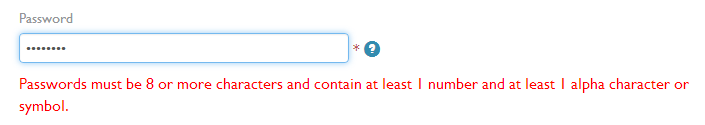 Password
•••••••• * ?
Passwords must be 8 or more characters and contain at least 1 number and at least 1 alpha character or
symbol.